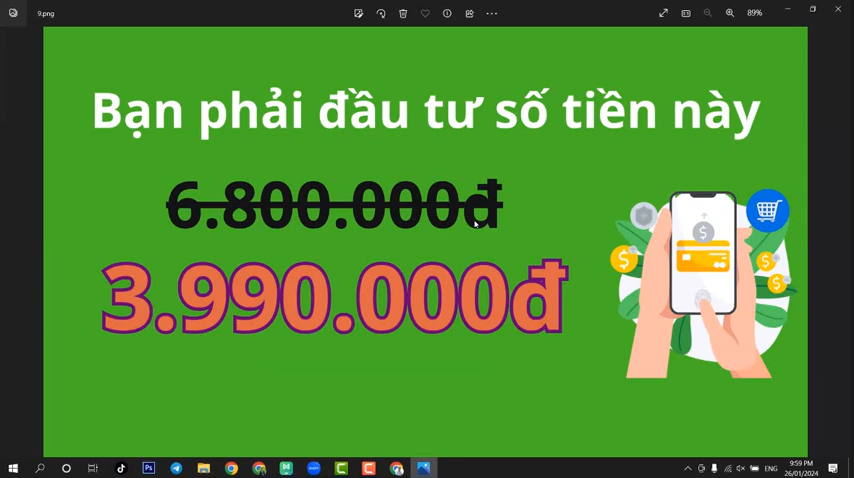 9.png
89%
Bạn phải đầu tư số tiền này
6.800.000đ
3.990.000đ
Ps
ENG
9:59 PM
26/01/2024